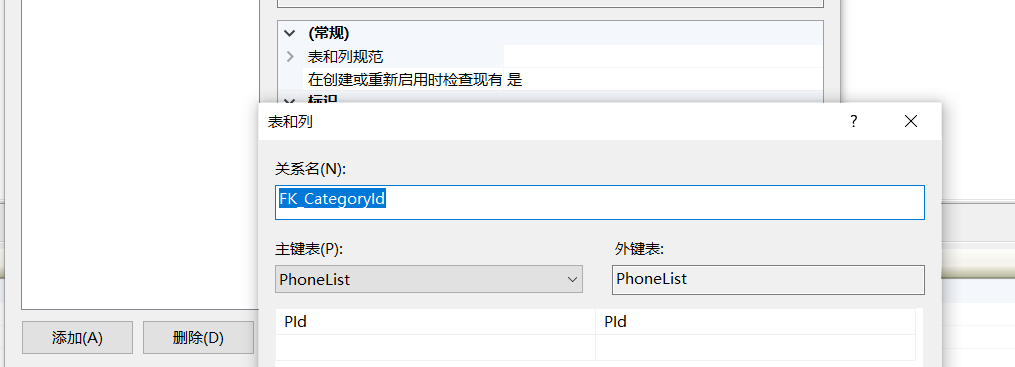 (常规)
表和列规范
在创建或重新启用时检查现有 是
标识
表和列
关系名(N):
FK_CategoryId
主键表(P):
外键表:
PhoneList
PhoneList
PId
PId
添加(A)
删除(D)